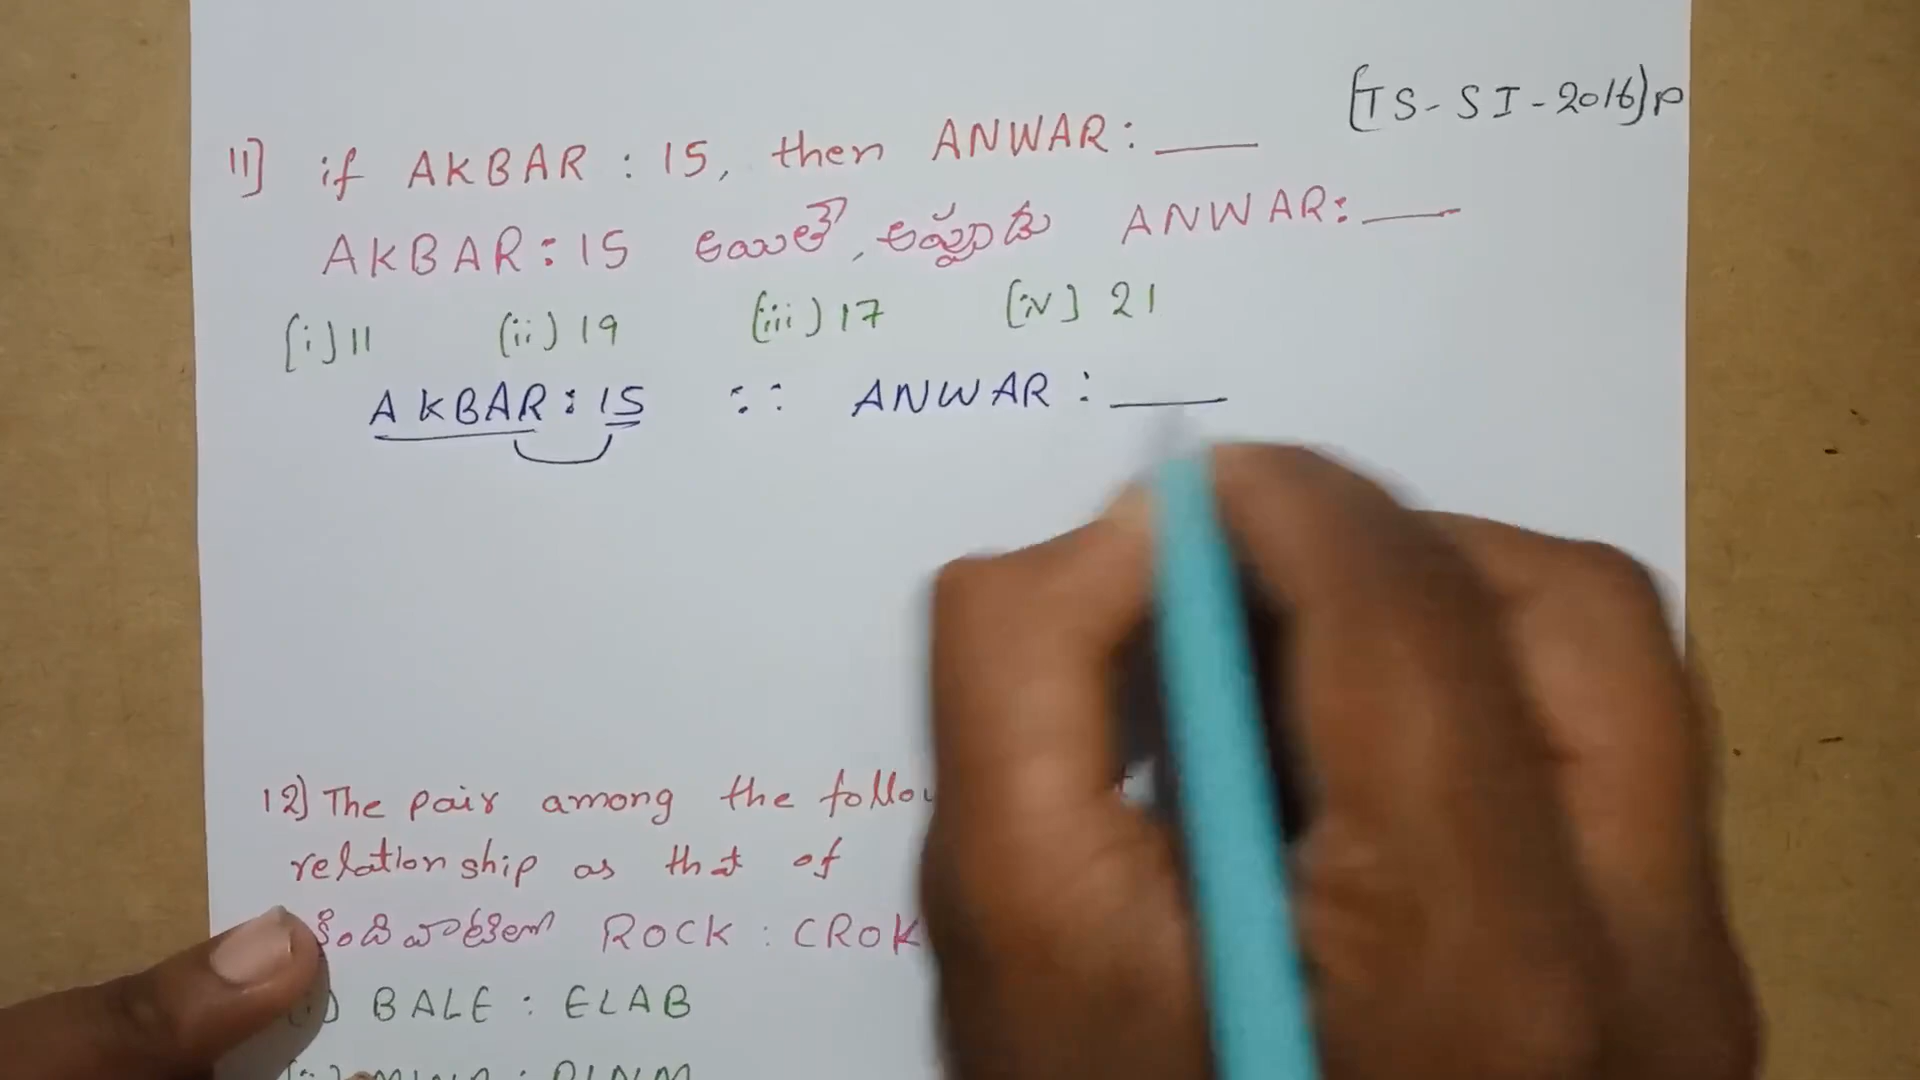 [TS-SI-2016]P
11] if AKBAR : 15, then ANWAR: ___
AKBAR: 15 అయితే, అప్పుడు ANWAR: ___
(i) 11 (ii) 19 (iii) 17 (iv) 21
AKBAR : 15 :: ANWAR : ___
12) The pair among the
relationship as that of
ROCK : CROK
BALE : ELAB